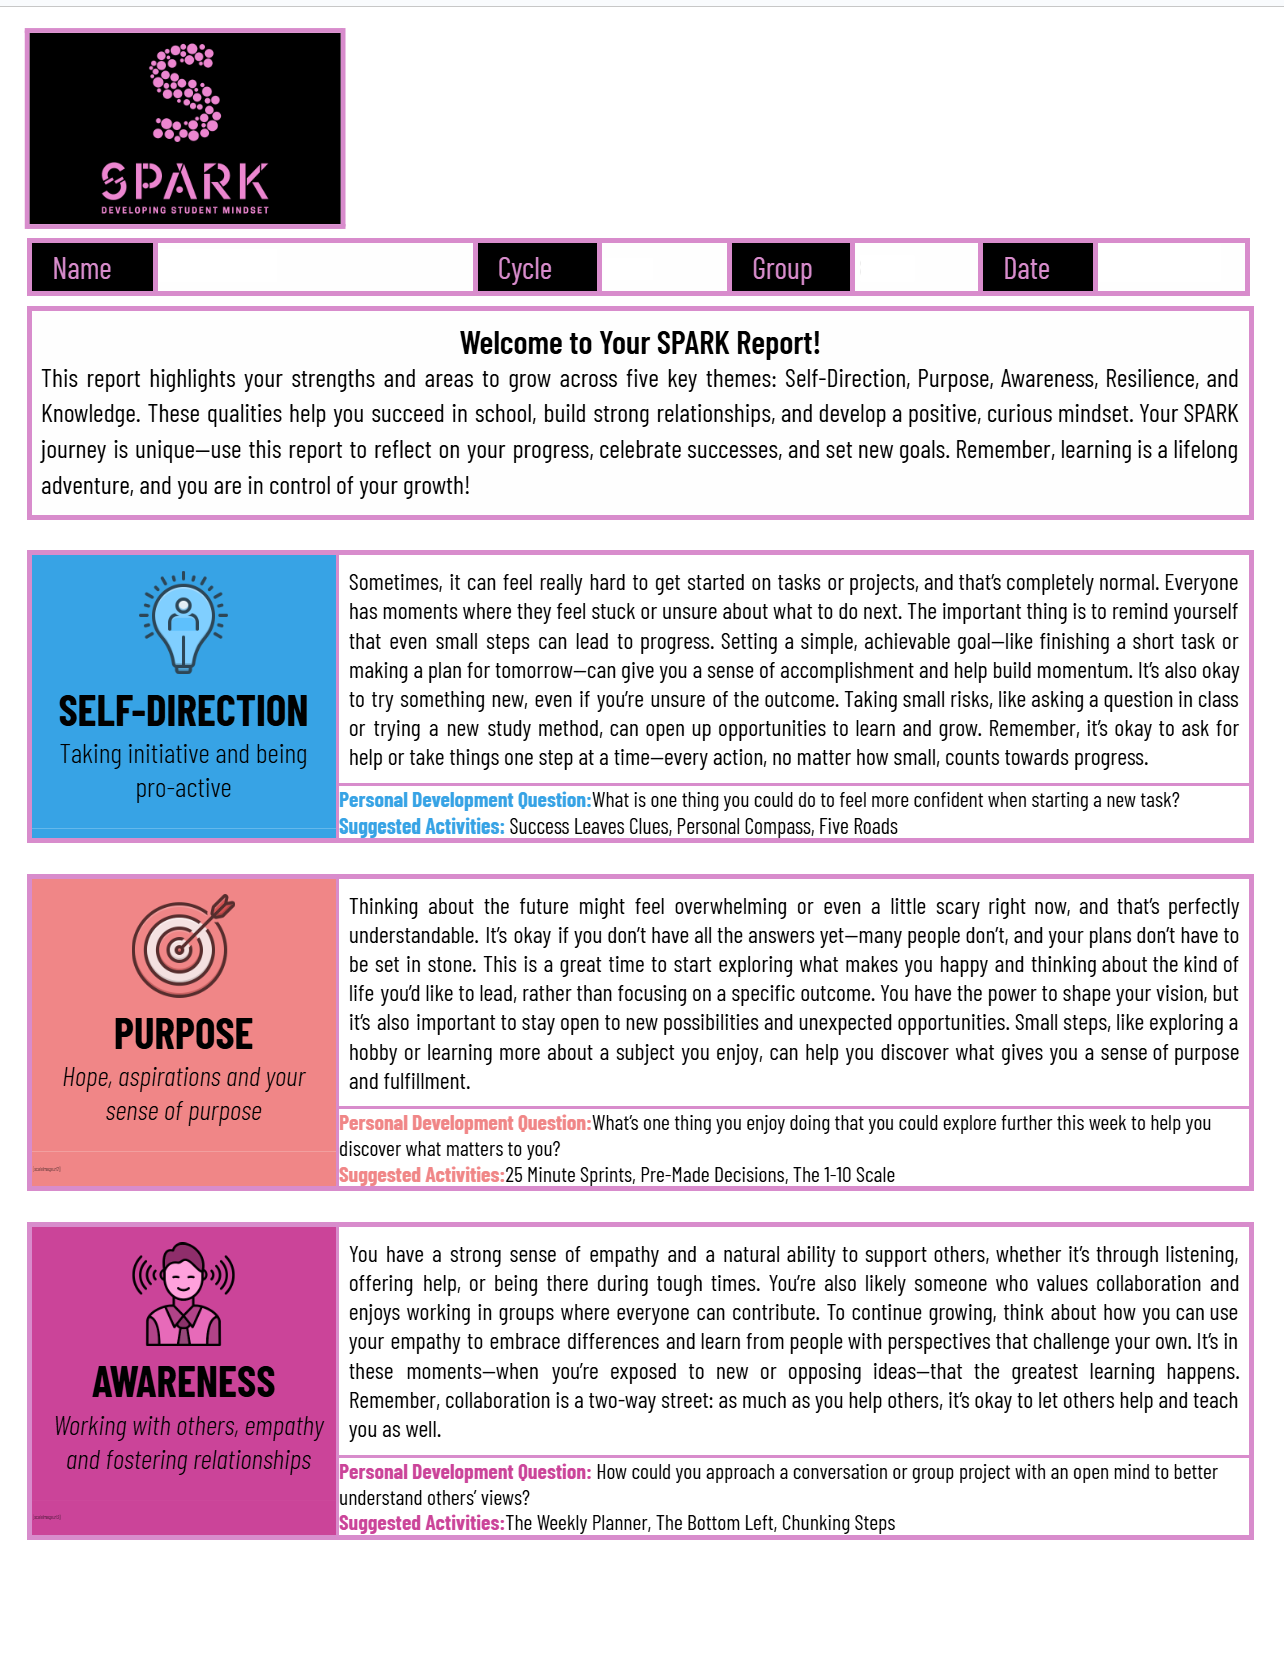 SPARK
DEVELOPING STUDENT MINDSET
Name Cycle Group Date
Welcome to Your SPARK Report!
This report highlights your strengths and areas to grow across five key themes: Self-Direction, Purpose, Awareness, Resilience, and
Knowledge. These qualities help you succeed in school, build strong relationships, and develop a positive, curious mindset. Your SPARK
journey is unique—use this report to reflect on your progress, celebrate successes, and set new goals. Remember, learning is a lifelong
adventure, and you are in control of your growth!
SELF-DIRECTION
Taking initiative and being
pro-active
Sometimes, it can feel really hard to get started on tasks or projects, and that’s completely normal. Everyone
has moments where they feel stuck or unsure about what to do next. The important thing is to remind yourself
that even small steps can lead to progress. Setting a simple, achievable goal—like finishing a short task or
making a plan for tomorrow—can give you a sense of accomplishment and help build momentum. It’s also okay
to try something new, even if you’re unsure of the outcome. Taking small risks, like asking a question in class
or trying a new study method, can open up opportunities to learn and grow. Remember, it’s okay to ask for
help or take things one step at a time—every action, no matter how small, counts towards progress.
Personal Development Question:What is one thing you could do to feel more confident when starting a new task?
Suggested Activities: Success Leaves Clues, Personal Compass, Five Roads
PURPOSE
Hope, aspirations and your
sense of purpose
Thinking about the future might feel overwhelming or even a little scary right now, and that’s perfectly
understandable. It’s okay if you don’t have all the answers yet—many people don’t, and your plans don’t have to
be set in stone. This is a great time to start exploring what makes you happy and thinking about the kind of
life you’d like to lead, rather than focusing on a specific outcome. You have the power to shape your vision, but
it’s also important to stay open to new possibilities and unexpected opportunities. Small steps, like exploring a
hobby or learning more about a subject you enjoy, can help you discover what gives you a sense of purpose
and fulfillment.
Personal Development Question:What’s one thing you enjoy doing that you could explore further this week to help you
discover what matters to you?
Suggested Activities:25 Minute Sprints, Pre-Made Decisions, The 1-10 Scale
AWARENESS
Working with others, empathy
and fostering relationships
You have a strong sense of empathy and a natural ability to support others, whether it’s through listening,
offering help, or being there during tough times. You’re also likely someone who values collaboration and
enjoys working in groups where everyone can contribute. To continue growing, think about how you can use
your empathy to embrace differences and learn from people with perspectives that challenge your own. It’s in
these moments—when you’re exposed to new or opposing ideas—that the greatest learning happens.
Remember, collaboration is a two-way street: as much as you help others, it’s okay to let others help and teach
you as well.
Personal Development Question: How could you approach a conversation or group project with an open mind to better
understand others’ views?
Suggested Activities:The Weekly Planner, The Bottom Left, Chunking Steps